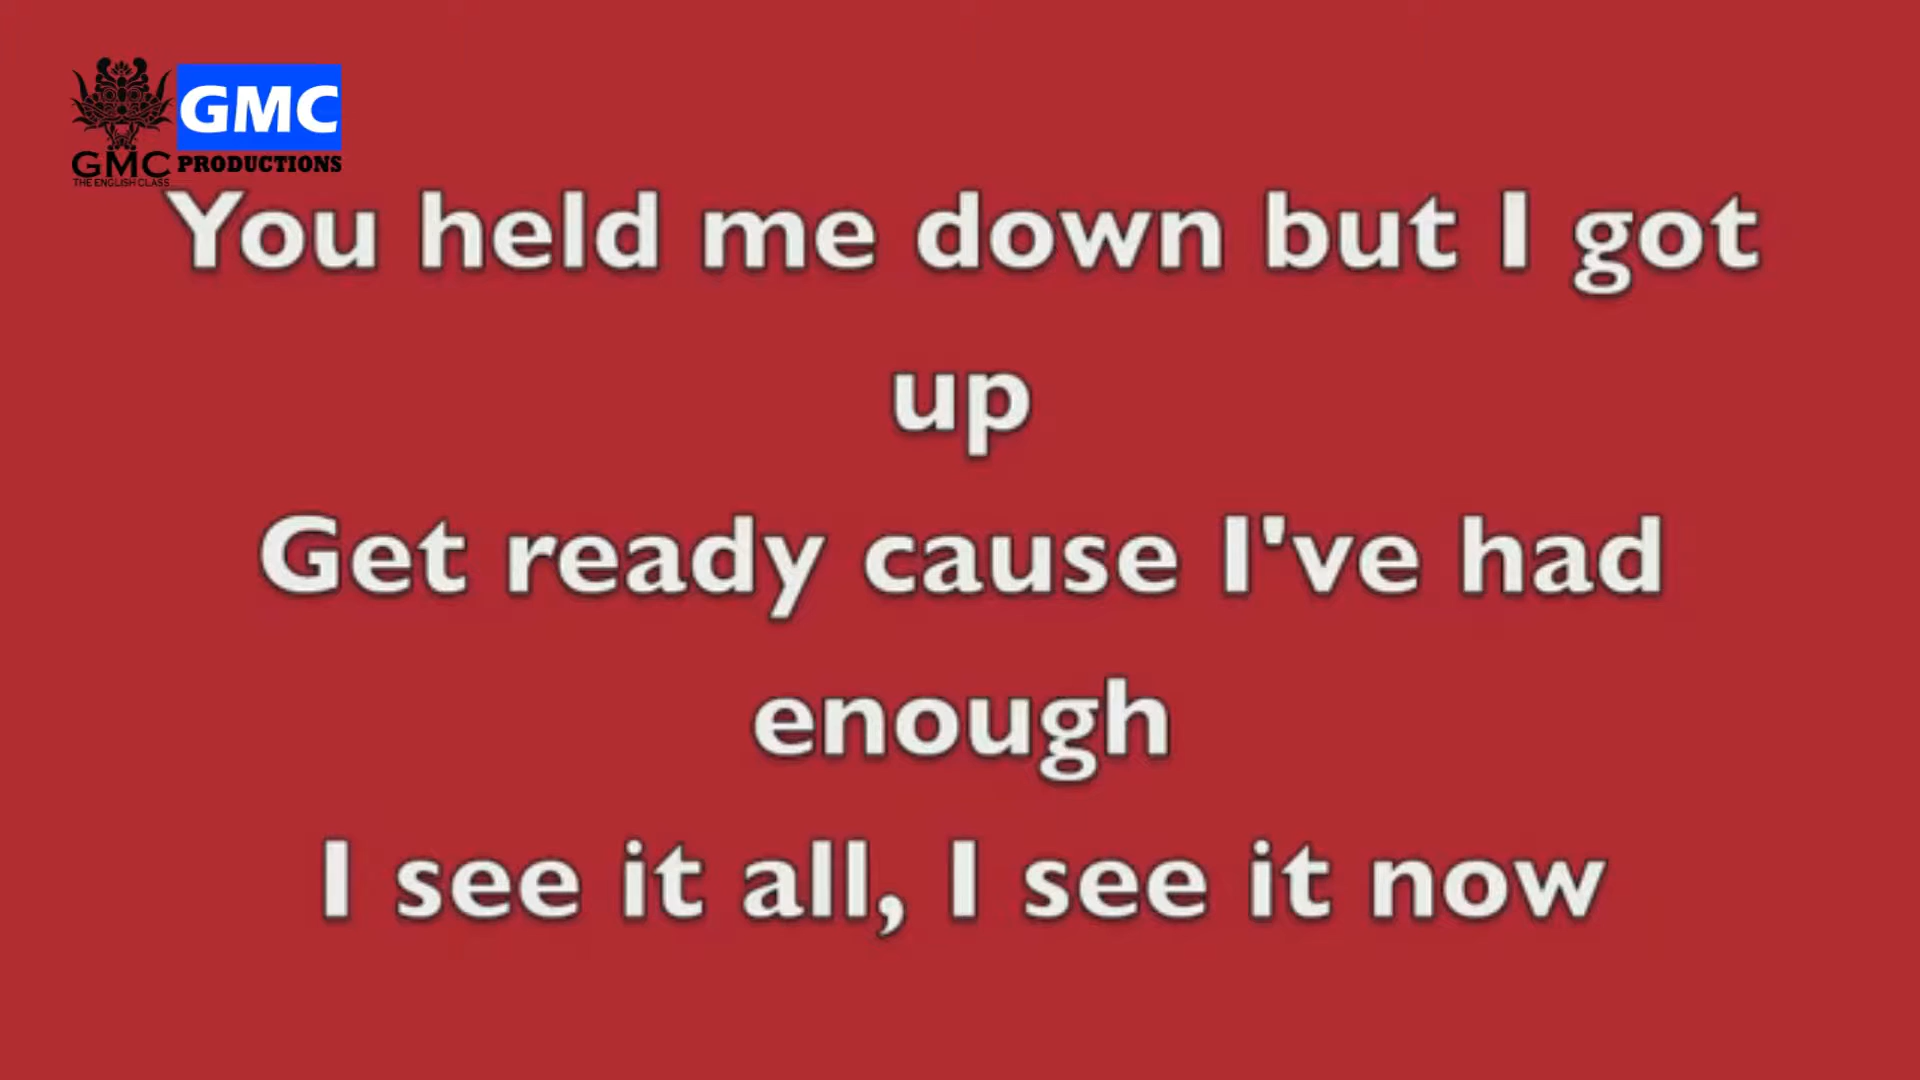 GMC
GMC
PRODUCTIONS
THE ENGLISH CLASS
You held me down but I got
up
Get ready cause I've had
enough
I see it all, I see it now